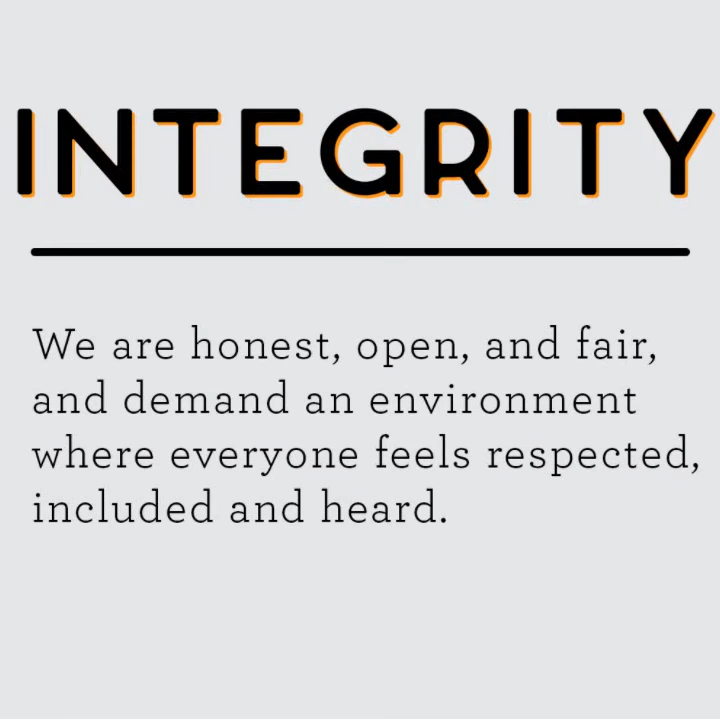 INTEGRITY
We are honest, open, and fair,
and demand an environment
where everyone feels respected,
included and heard.